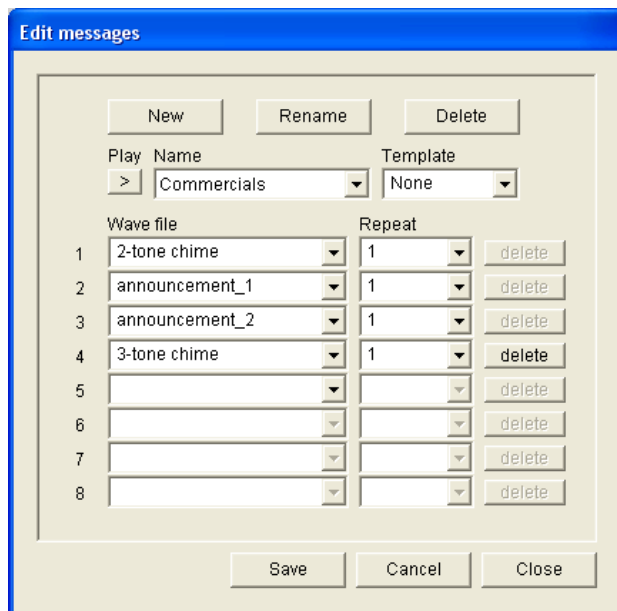 Edit messages
New Rename Delete
Play Name Template
> Commercials None
Wave file Repeat
1 2-tone chime 1 delete
2 announcement_1 1 delete
3 announcement_2 1 delete
4 3-tone chime 1 delete
5 delete
6 delete
7 delete
8 delete
Save Cancel Close